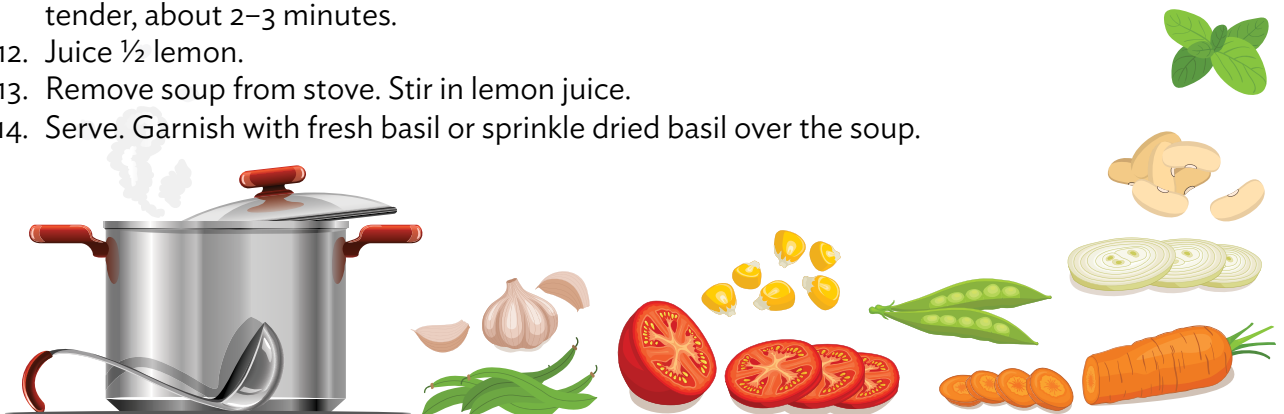 tender, about 2–3 minutes.
12. Juice ½ lemon.
13. Remove soup from stove. Stir in lemon juice.
14. Serve. Garnish with fresh basil or sprinkle dried basil over the soup.